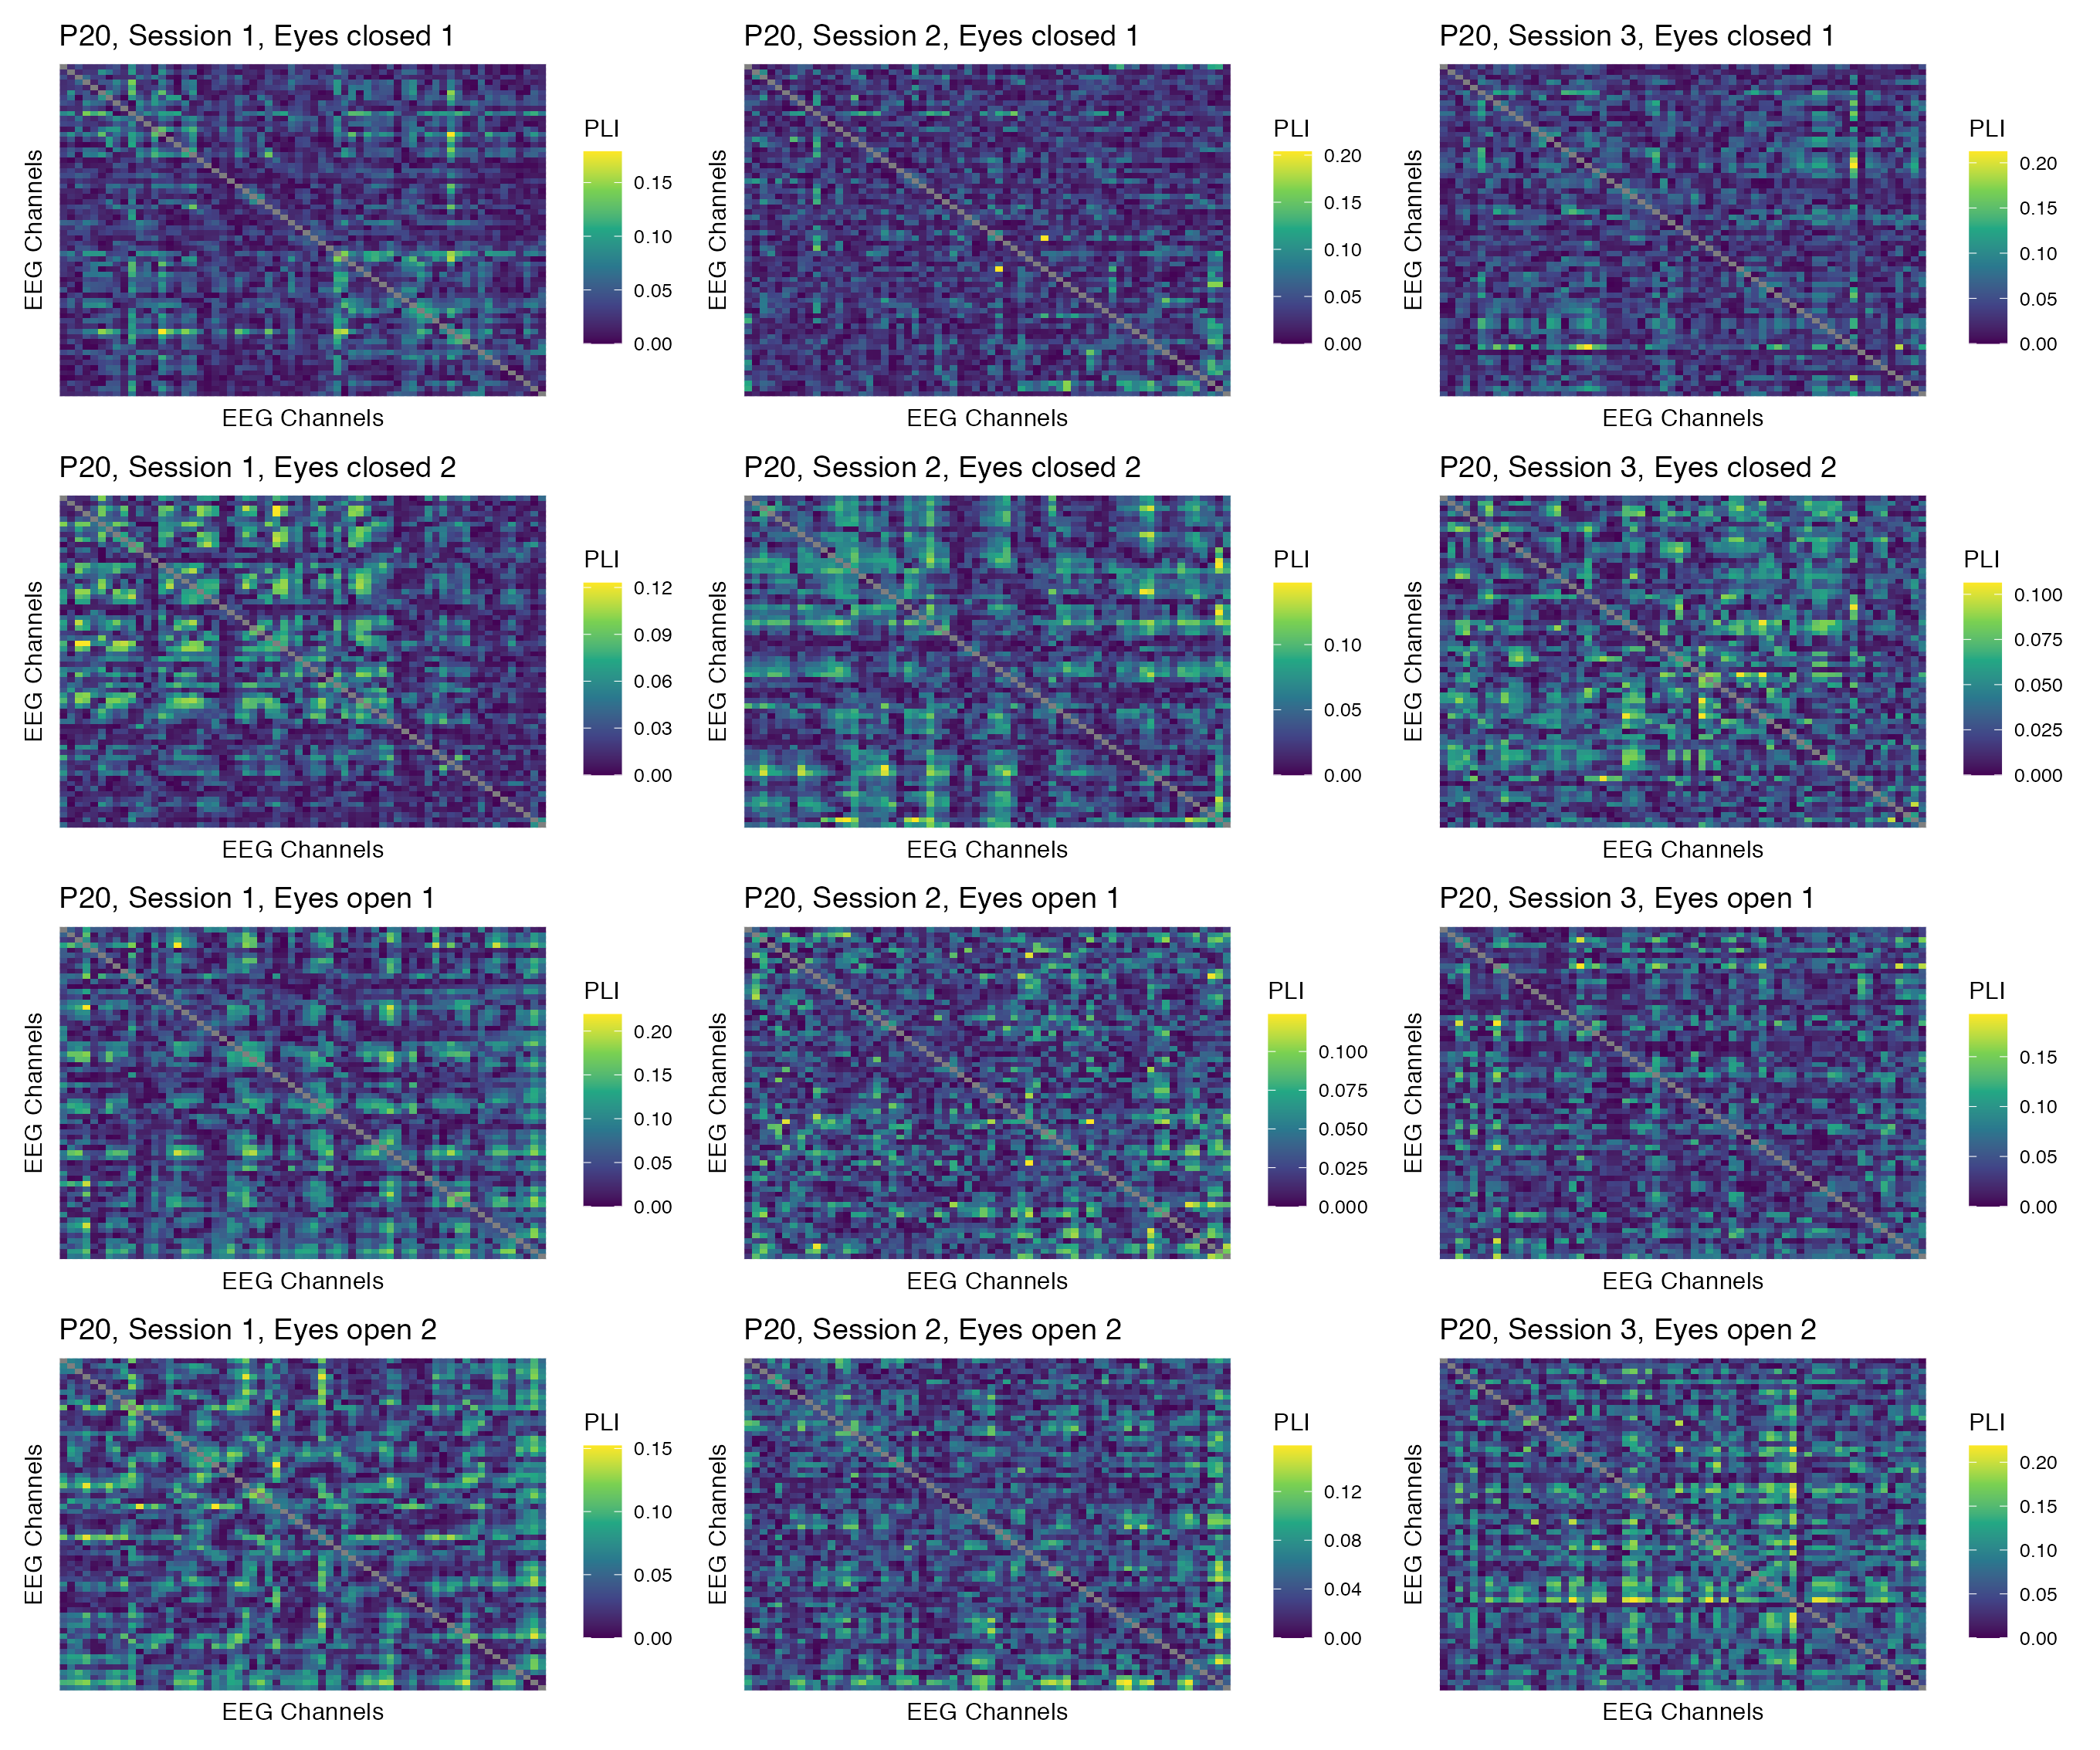 P20, Session 1, Eyes closed 1
EEG Channels
EEG Channels
PLI
0.15
0.10
0.05
0.00
P20, Session 2, Eyes closed 1
EEG Channels
EEG Channels
PLI
0.20
0.15
0.10
0.05
0.00
P20, Session 3, Eyes closed 1
EEG Channels
EEG Channels
PLI
0.20
0.15
0.10
0.05
0.00
P20, Session 1, Eyes closed 2
EEG Channels
EEG Channels
PLI
0.12
0.09
0.06
0.03
0.00
P20, Session 2, Eyes closed 2
EEG Channels
EEG Channels
PLI
0.10
0.05
0.00
P20, Session 3, Eyes closed 2
EEG Channels
EEG Channels
PLI
0.100
0.075
0.050
0.025
0.000
P20, Session 1, Eyes open 1
EEG Channels
EEG Channels
PLI
0.20
0.15
0.10
0.05
0.00
P20, Session 2, Eyes open 1
EEG Channels
EEG Channels
PLI
0.100
0.075
0.050
0.025
0.000
P20, Session 3, Eyes open 1
EEG Channels
EEG Channels
PLI
0.15
0.10
0.05
0.00
P20, Session 1, Eyes open 2
EEG Channels
EEG Channels
PLI
0.15
0.10
0.05
0.00
P20, Session 2, Eyes open 2
EEG Channels
EEG Channels
PLI
0.12
0.08
0.04
0.00
P20, Session 3, Eyes open 2
EEG Channels
EEG Channels
PLI
0.20
0.15
0.10
0.05
0.00